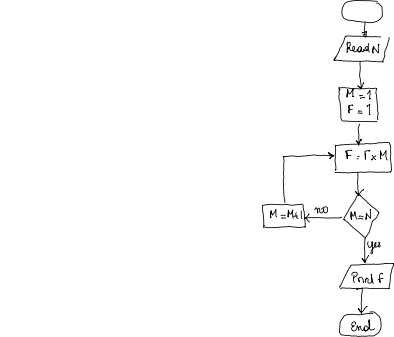 Read N
M = 1
F = 1
F = F x M
M = N
no
M = M+1
yes
Print F
End